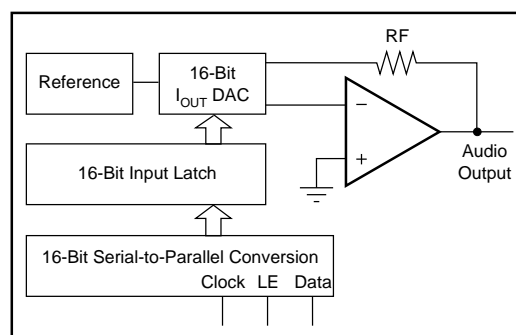 RF
Reference
16-Bit
I_OUT DAC
−
+
Audio
Output
16-Bit Input Latch
16-Bit Serial-to-Parallel Conversion
Clock LE Data